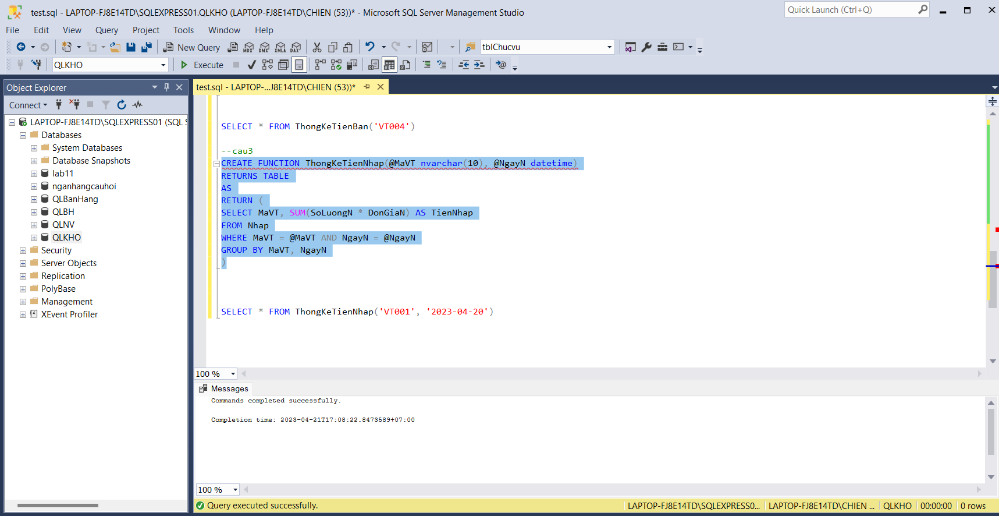 test.sql - LAPTOP-FJ8E14TD\SQLEXPRESS01.QLKHO (LAPTOP-FJ8E14TD\CHIEN (53))* - Microsoft SQL Server Management Studio
Quick Launch (Ctrl+Q)
File Edit View Query Project Tools Window Help
New Query MDX DMX XMLA DAX tblChucvu
QLKHO Execute
Object Explorer
Connect
LAPTOP-FJ8E14TD\SQLEXPRESS01 (SQL S
Databases
System Databases
Database Snapshots
lab11
nganhangcauhoi
QLBanHang
QLBH
QLNV
QLKHO
Security
Server Objects
Replication
PolyBase
Management
XEvent Profiler
test.sql - LAPTOP-...J8E14TD\CHIEN (53))*
SELECT * FROM ThongKeTienBan('VT004')
--cau3
CREATE FUNCTION ThongKeTienNhap(@MaVT nvarchar(10), @NgayN datetime)
RETURNS TABLE
AS
RETURN (
SELECT MaVT, SUM(SoLuongN * DonGiaN) AS TienNhap
FROM Nhap
WHERE MaVT = @MaVT AND NgayN = @NgayN
GROUP BY MaVT, NgayN
)
SELECT * FROM ThongKeTienNhap('VT001', '2023-04-20')
100 %
Messages
Commands completed successfully.
Completion time: 2023-04-21T17:08:22.8473589+07:00
100 %
Query executed successfully.
LAPTOP-FJ8E14TD\SQLEXPRESS0... LAPTOP-FJ8E14TD\CHIEN ... QLKHO 00:00:00 0 rows